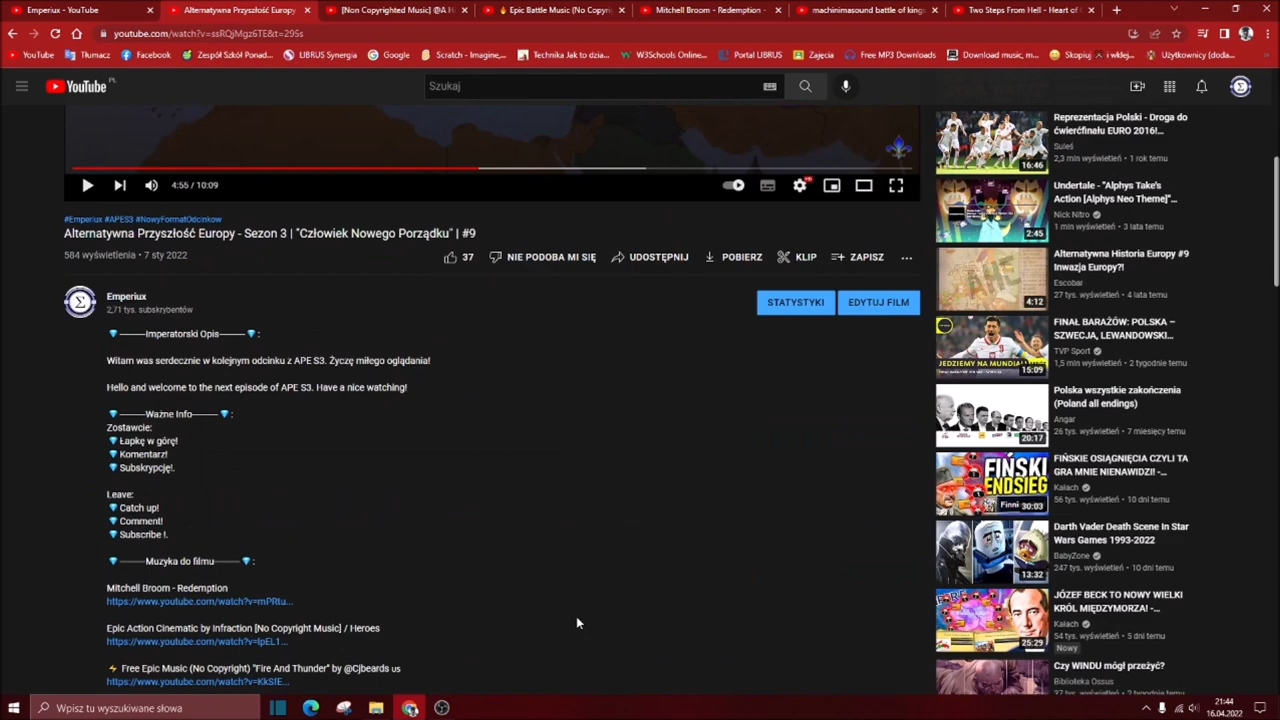 Emperiux - YouTube
Alternatywna Przyszłość Europy
[Non Copyrighted Music] @A H
Epic Battle Music (No Copyri
Mitchell Broom - Redemption -
machinimasound battle of kings
Two Steps From Hell - Heart of
youtube.com/watch?v=ssRQjMgz6TE&t=295s
YouTube
Tłumacz
Facebook
Zespół Szkół Ponad...
LIBRUS Synergia
Google
Scratch - Imagine,...
Technika Jak to dzia...
W3Schools Onlin...
Portal LIBRUS
Zajęcia
Free MP3 Downloads
Download music, m...
Skopiuj i wklej...
Użytkownicy (doda...
YouTube PL
Szukaj
4:55 / 10:09
#Emperiux #APES3 #NowyFormatOdcinkow
Alternatywna Przyszłość Europy - Sezon 3 | "Człowiek Nowego Porządku" | #9
584 wyświetlenia • 7 sty 2022
37
NIE PODOBA MI SIĘ
UDOSTĘPNIJ
POBIERZ
KLIP
ZAPISZ
Emperiux
2,71 tys. subskrybentów
STATYSTYKI
EDYTUJ FILM
———Imperatorski Opis——— :
Witam was serdecznie w kolejnym odcinku z APE S3. Życzę miłego oglądania!
Hello and welcome to the next episode of APE S3. Have a nice watching!
———Ważne Info——— :
Zostawcie:
Łapkę w górę!
Komentarz!
Subskrypcję!.
Leave:
Catch up!
Comment!
Subscribe !.
———Muzyka do filmu——— :
Mitchell Broom - Redemption
https://www.youtube.com/watch?v=mPRtu...
Epic Action Cinematic by Infraction [No Copyright Music] / Heroes
https://www.youtube.com/watch?v=lpEL1...
Free Epic Music (No Copyright) "Fire And Thunder" by @Cjbeards us
https://www.youtube.com/watch?v=KkSfE...
Reprezentacja Polski - Droga do
ćwierćfinału EURO 2016!...
Suleś
2,3 mln wyświetleń • 1 rok temu
16:46
Undertale - "Alphys Take's
Action [Alphys Neo Theme]"...
Nick Nitro
1 mln wyświetleń • 3 lata temu
2:45
Alternatywna Historia Europy #9
Inwazja Europy?!
Escobar
27 tys. wyświetleń • 4 lata temu
4:12
FINAŁ BARAŻÓW: POLSKA –
SZWECJA, LEWANDOWSKI...
TVP Sport
1,5 mln wyświetleń • 2 tygodnie temu
JEDZIEMY NA MUNDIAL
15:09
Polska wszystkie zakończenia
(Poland all endings)
Angar
26 tys. wyświetleń • 7 miesięcy temu
20:17
FIŃSKIE OSIĄGNIĘCIA CZYLI TA
GRA MNIE NIENAWIDZI! -...
Kałach
56 tys. wyświetleń • 10 dni temu
FIŃSKI
ENDSIEG
30:03
Darth Vader Death Scene In Star
Wars Games 1993-2022
BabyZone
247 tys. wyświetleń • 10 dni temu
13:32
JÓZEF BECK TO NOWY WIELKI
KRÓL MIĘDZYMORZA! -...
Kałach
54 tys. wyświetleń • 5 dni temu
Nowy
25:29
Czy WINDU mógł przeżyć?
Biblioteka Ossus
Wpisz tu wyszukiwane słowa
21:44
16.04.2022